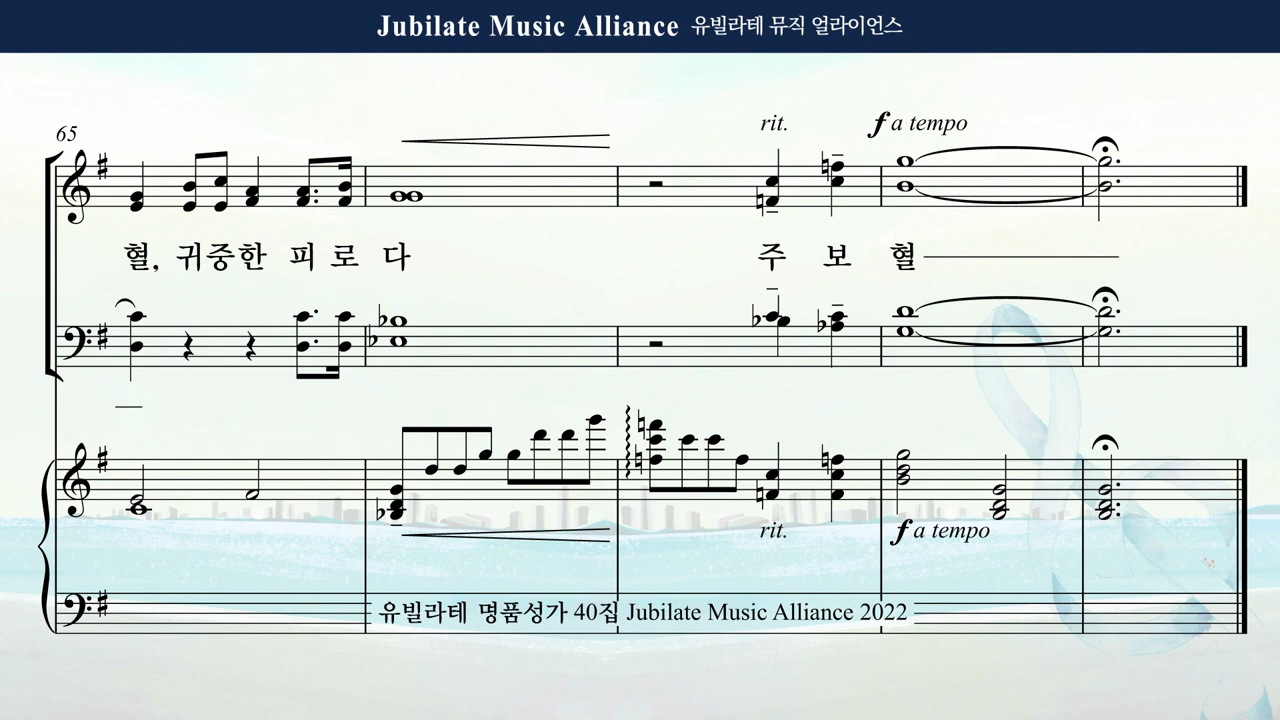 Jubilate Music Alliance 유빌라테 뮤직 얼라이언스
65
rit.
f a tempo
혈, 귀중한 피 로 다 주 보 혈
rit.
f a tempo
유빌라테 명품성가 40집 Jubilate Music Alliance 2022